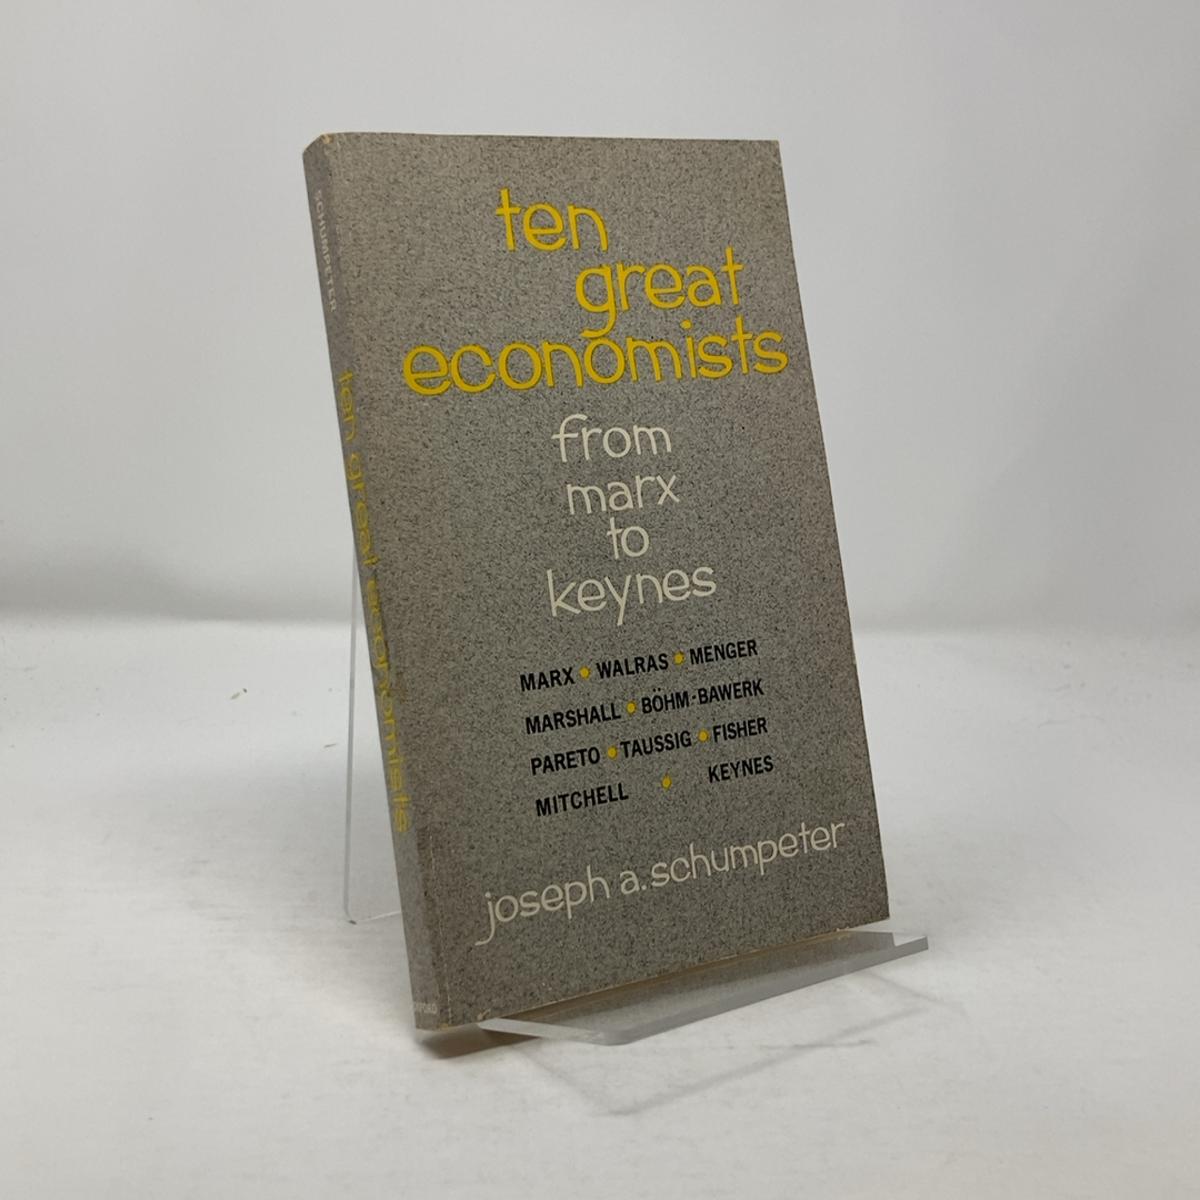 ten
great
economists
from
marx
to
keynes
MARX • WALRAS • MENGER
MARSHALL • BÖHM-BAWERK
PARETO • TAUSSIG • FISHER
MITCHELL • KEYNES
joseph a. schumpeter
SCHUMPETER
ten great economists
OXFORD